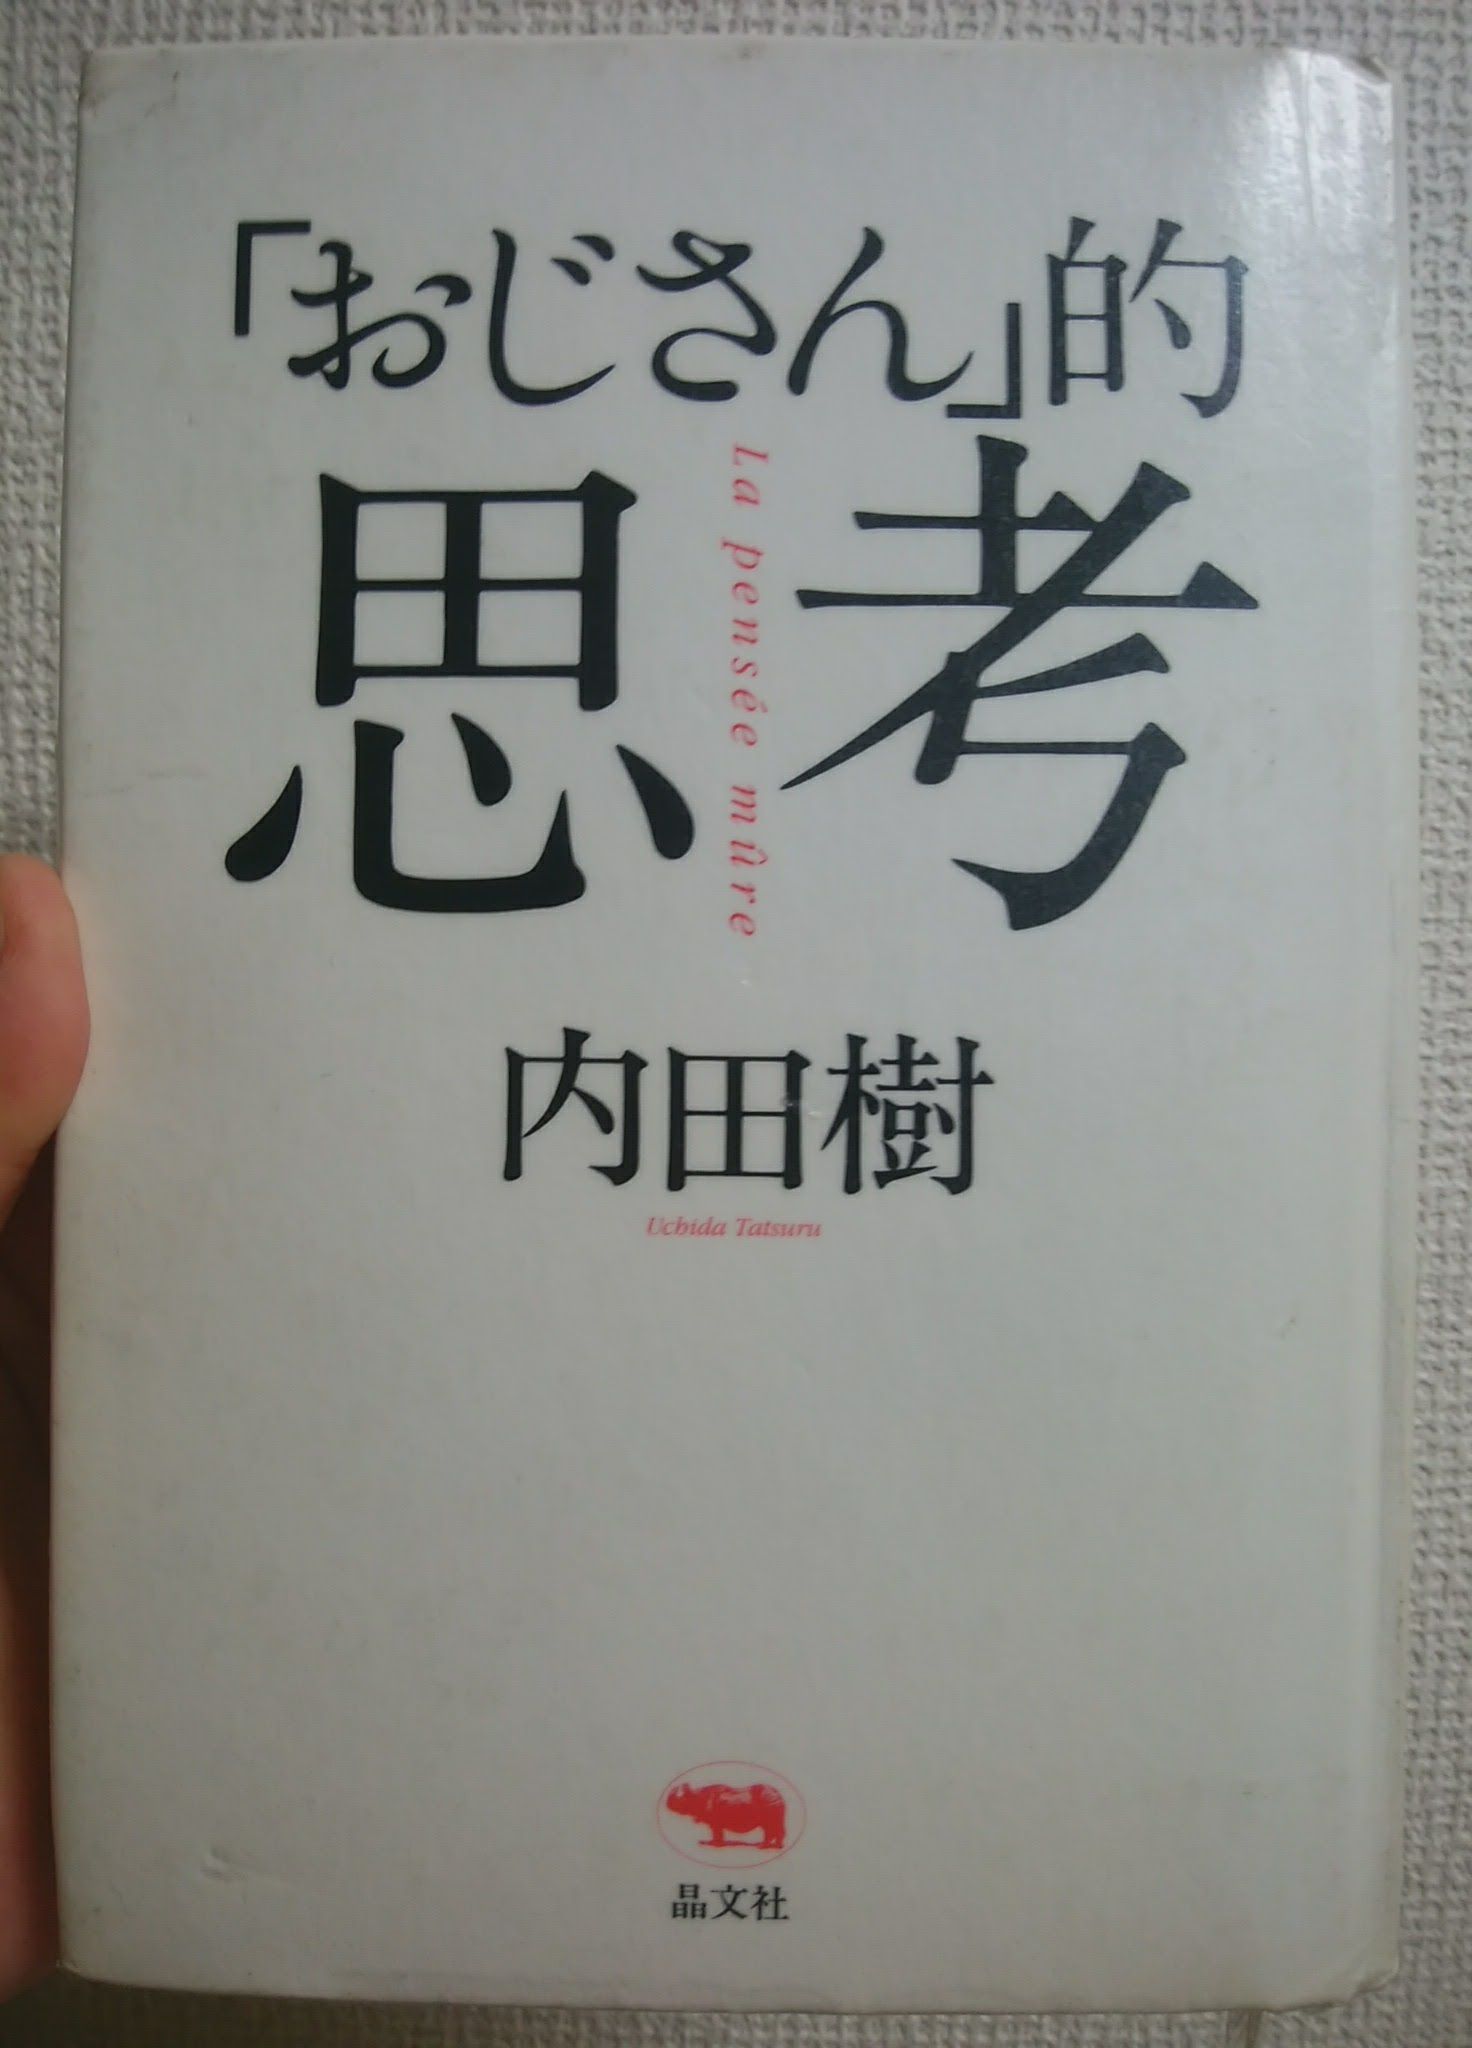 「おじさん」的
思考
La pensée mûre
内田樹
Uchida Tatsuru
晶文社